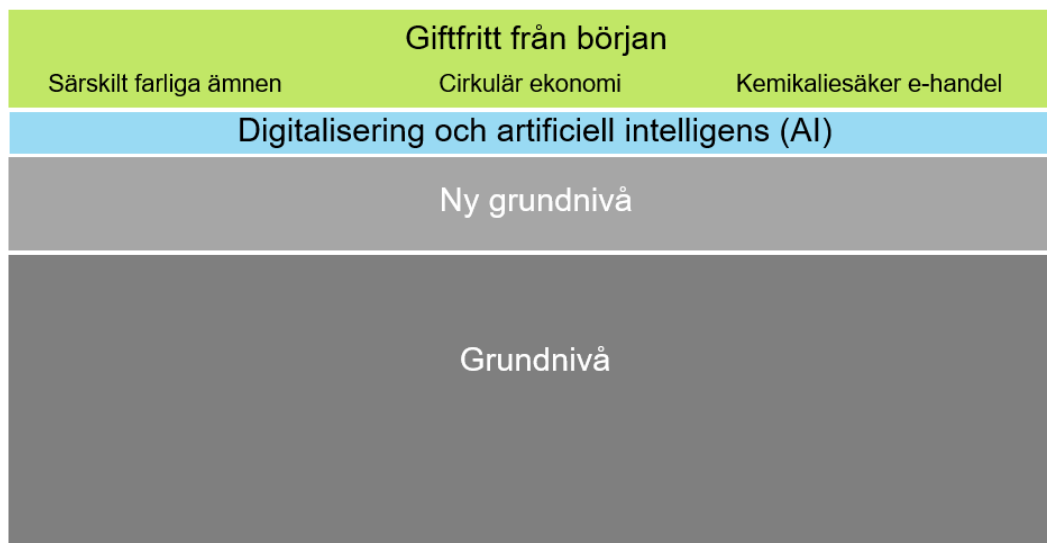 Giftfritt från början
Särskilt farliga ämnen Cirkulär ekonomi Kemikaliesäker e-handel
Digitalisering och artificiell intelligens (AI)
Ny grundnivå
Grundnivå